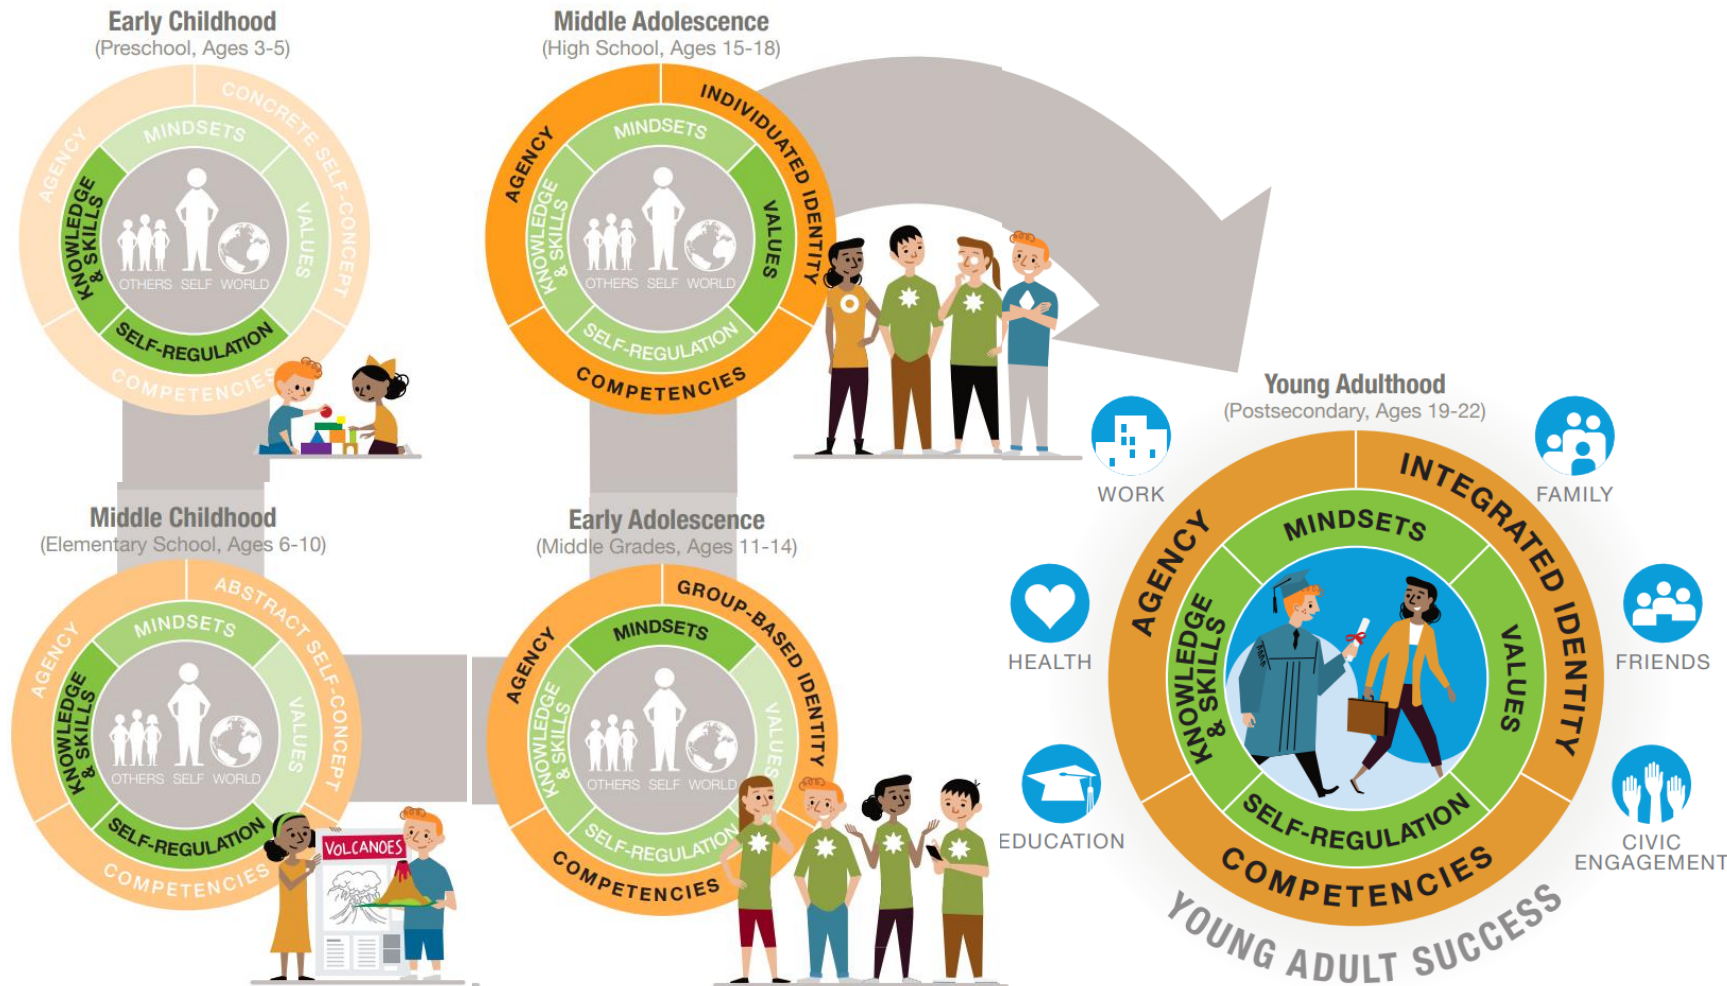 Early Childhood
(Preschool, Ages 3-5)
AGENCY
CONCRETE SELF-CONCEPT
COMPETENCIES
MINDSETS
VALUES
SELF-REGULATION
KNOWLEDGE
& SKILLS
OTHERS SELF WORLD
Middle Childhood
(Elementary School, Ages 6-10)
AGENCY
ABSTRACT SELF-CONCEPT
COMPETENCIES
MINDSETS
VALUES
SELF-REGULATION
KNOWLEDGE
& SKILLS
OTHERS SELF WORLD
VOLCANOES
Early Adolescence
(Middle Grades, Ages 11-14)
AGENCY
GROUP-BASED IDENTITY
COMPETENCIES
MINDSETS
VALUES
SELF-REGULATION
KNOWLEDGE
& SKILLS
OTHERS SELF WORLD
Middle Adolescence
(High School, Ages 15-18)
AGENCY
INDIVIDUATED IDENTITY
COMPETENCIES
MINDSETS
VALUES
SELF-REGULATION
KNOWLEDGE
& SKILLS
OTHERS SELF WORLD
Young Adulthood
(Postsecondary, Ages 19-22)
AGENCY
INTEGRATED IDENTITY
COMPETENCIES
MINDSETS
VALUES
SELF-REGULATION
KNOWLEDGE
& SKILLS
WORK
HEALTH
EDUCATION
FAMILY
FRIENDS
CIVIC
ENGAGEMENT
YOUNG ADULT SUCCESS